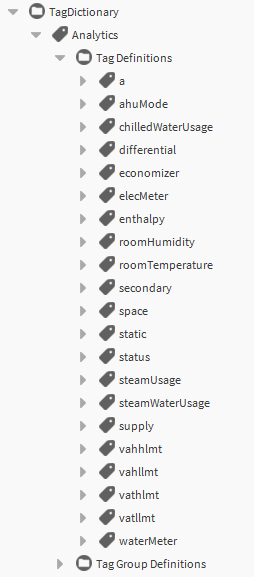 TagDictionary
Analytics
Tag Definitions
a
ahuMode
chilledWaterUsage
differential
economizer
elecMeter
enthalpy
roomHumidity
roomTemperature
secondary
space
static
status
steamUsage
steamWaterUsage
supply
vahhlmt
vahllmt
vathlmt
vatllmt
waterMeter
Tag Group Definitions